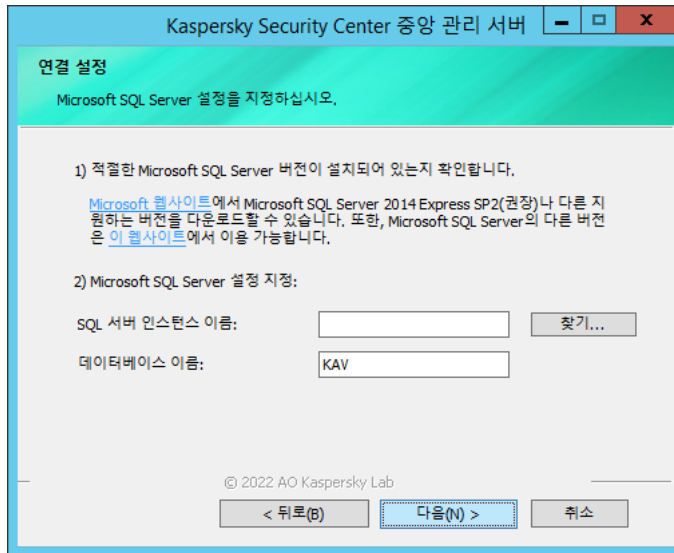 Kaspersky Security Center 중앙 관리 서버
연결 설정
Microsoft SQL Server 설정을 지정하십시오.
1) 적절한 Microsoft SQL Server 버전이 설치되어 있는지 확인합니다.
Microsoft 웹사이트에서 Microsoft SQL Server 2014 Express SP2(권장)나 다른 지
원하는 버전을 다운로드할 수 있습니다. 또한, Microsoft SQL Server의 다른 버전
은 이 웹사이트에서 이용 가능합니다.
2) Microsoft SQL Server 설정 지정:
SQL 서버 인스턴스 이름:
찾기...
데이터베이스 이름:
KAV
© 2022 AO Kaspersky Lab
< 뒤로(B)
다음(N) >
취소